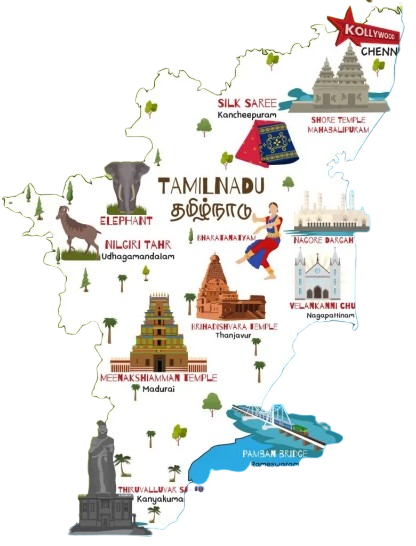 KOLLYWOOD
CHENN
SILK SAREE
Kancheepuram
SHORE TEMPLE
MAHABALIPURAM
TAMILNADU
தமிழ்நாடு
ELEPHANT
BHARATANATYAM
NAGORE DARGAH
NILGIRI TAHR
Udhagamandalam
VELANKANNI CHU
Nagapattinam
BRIHADISHVARA TEMPLE
Thanjavur
MEENAKSHIAMMAN TEMPLE
Madurai
PAMBAN BRIDGE
Rameswaram
THIRUVALLUVAR
Kanyakuma